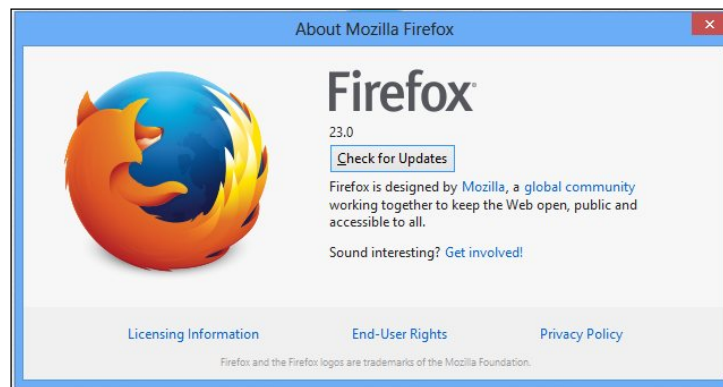 About Mozilla Firefox
Firefox®
23.0
Check for Updates
Firefox is designed by Mozilla, a global community
working together to keep the Web open, public and
accessible to all.
Sound interesting? Get involved!
Licensing Information End-User Rights Privacy Policy
Firefox and the Firefox logos are trademarks of the Mozilla Foundation.